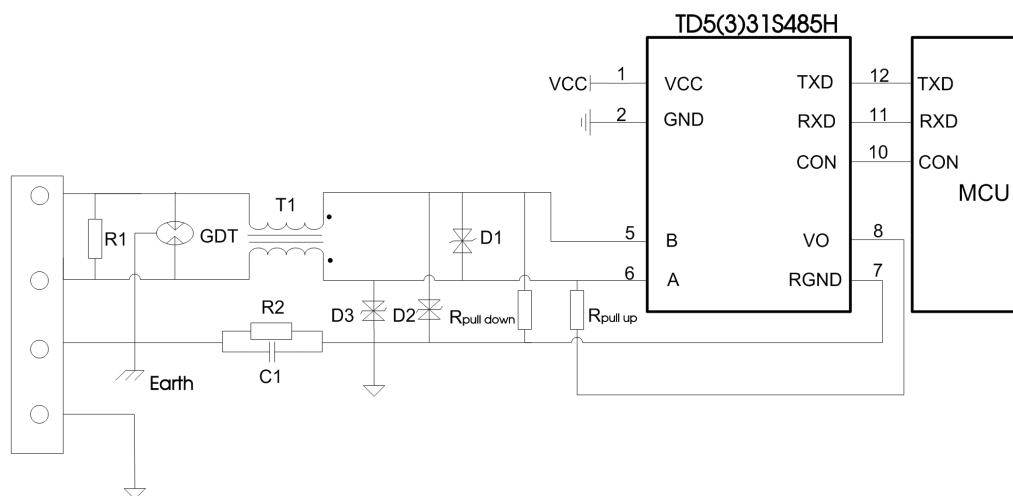 TD5(3)31S485H
VCC 1 VCC TXD 12 TXD
2 GND RXD 11 RXD
CON 10 CON
MCU
T1
R1 GDT D1 5 B VO 8
6 A RGND 7
R2 D3 D2 Rpull down Rpull up
C1
Earth